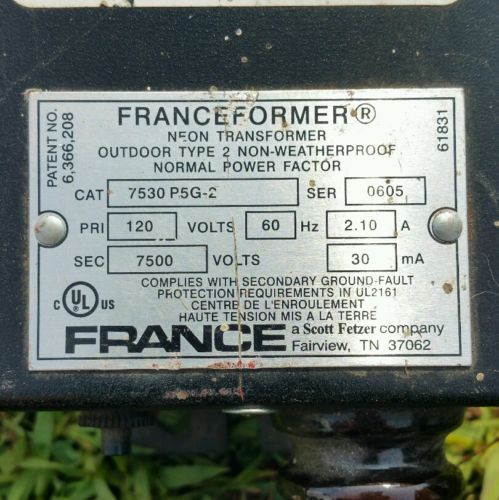 FRANCEFORMER®
NEON TRANSFORMER
OUTDOOR TYPE 2 NON-WEATHERPROOF
NORMAL POWER FACTOR
PATENT NO.
6,366,208
61831
CAT 7530 P5G-2 SER 0605
PRI 120 VOLTS 60 Hz 2.10 A
SEC 7500 VOLTS 30 mA
COMPLIES WITH SECONDARY GROUND-FAULT
PROTECTION REQUIREMENTS IN UL2161
CENTRE DE L'ENROULEMENT
HAUTE TENSION MIS A LA TERRE
C UL US
®
FRANCE a Scott Fetzer company
Fairview, TN 37062